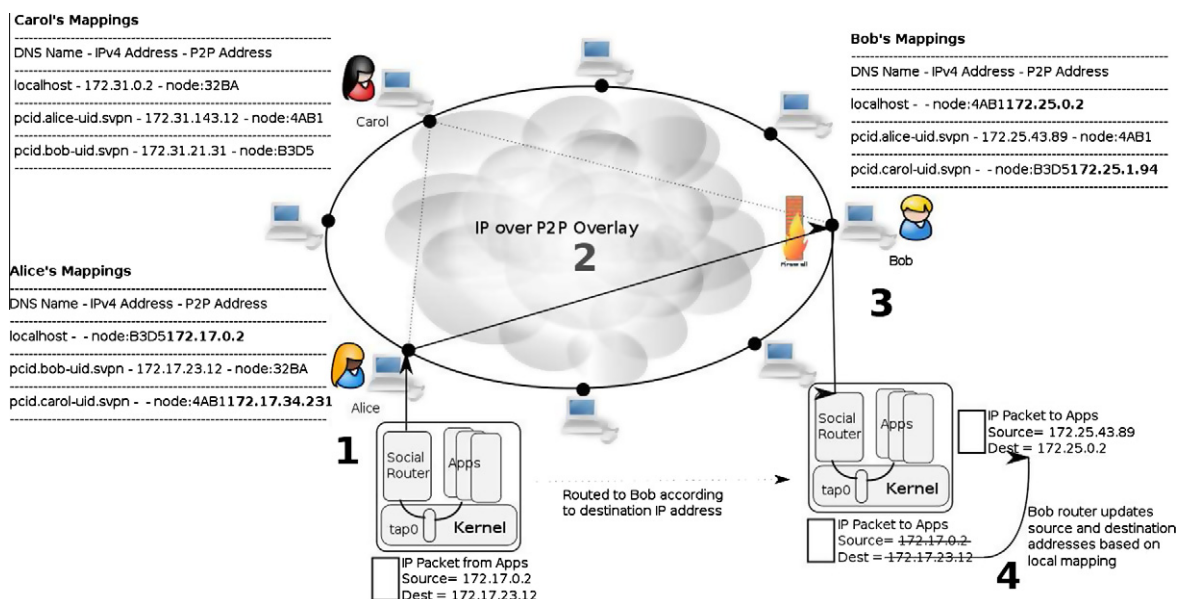 Carol's Mappings
DNS Name - IPv4 Address - P2P Address
localhost - 172.31.0.2 - node:32BA
pcid.alice-uid.svpn - 172.31.143.12 - node:4AB1
pcid.bob-uid.svpn - 172.31.21.31 - node:B3D5
Carol
Bob's Mappings
DNS Name - IPv4 Address - P2P Address
localhost - - node:4AB1172.25.0.2
pcid.alice-uid.svpn - 172.25.43.89 - node:4AB1
pcid.carol-uid.svpn - - node:B3D5172.25.1.94
IP over P2P Overlay
2
Firewall
Bob
3
Alice's Mappings
DNS Name - IPv4 Address - P2P Address
localhost - - node:B3D5172.17.0.2
pcid.bob-uid.svpn - 172.17.23.12 - node:32BA
pcid.carol-uid.svpn - - node:4AB1172.17.34.231
Alice
1
Social
Router
Apps
tap0
Kernel
IP Packet from Apps
Source= 172.17.0.2
Dest = 172.17.23.12
Routed to Bob according
to destination IP address
Social
Router
Apps
tap0
Kernel
IP Packet to Apps
Source= 172.25.43.89
Dest = 172.25.0.2
IP Packet to Apps
Source= 172.17.0.2
Dest = 172.17.23.12
4
Bob router updates
source and destination
addresses based on
local mapping